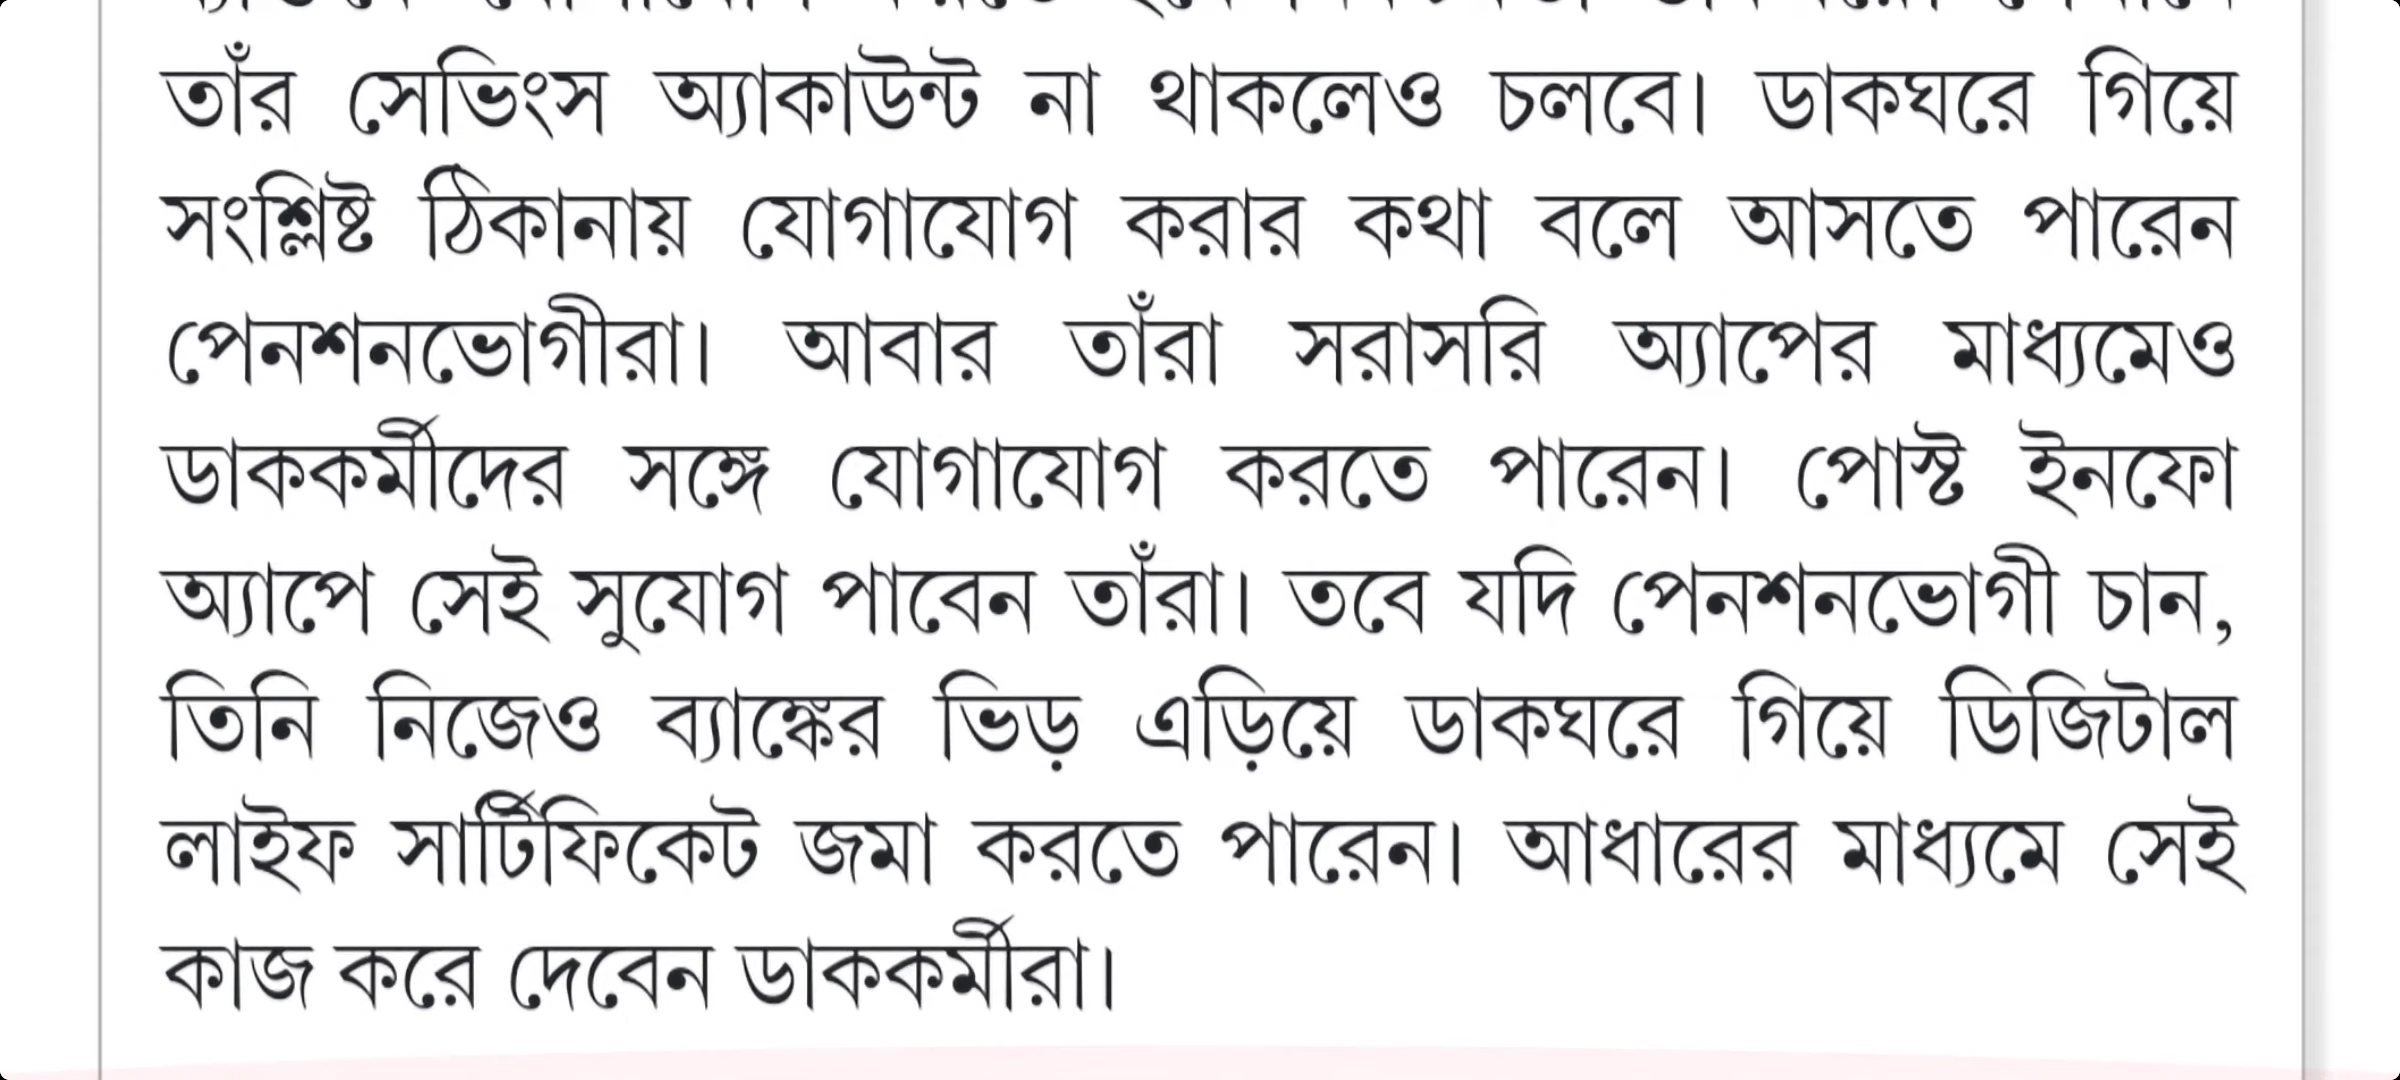 তাঁর সেভিংস অ্যাকাউন্ট না থাকলেও চলবে। ডাকঘরে গিয়ে
সংশ্লিষ্ট ঠিকানায় যোগাযোগ করার কথা বলে আসতে পারেন
পেনশনভোগীরা। আবার তাঁরা সরাসরি অ্যাপের মাধ্যমেও
ডাককর্মীদের সঙ্গে যোগাযোগ করতে পারেন। পোস্ট ইনফো
অ্যাপে সেই সুযোগ পাবেন তাঁরা। তবে যদি পেনশনভোগী চান,
তিনি নিজেও ব্যাঙ্কের ভিড় এড়িয়ে ডাকঘরে গিয়ে ডিজিটাল
লাইফ সার্টিফিকেট জমা করতে পারেন। আধারের মাধ্যমে সেই
কাজ করে দেবেন ডাককর্মীরা।